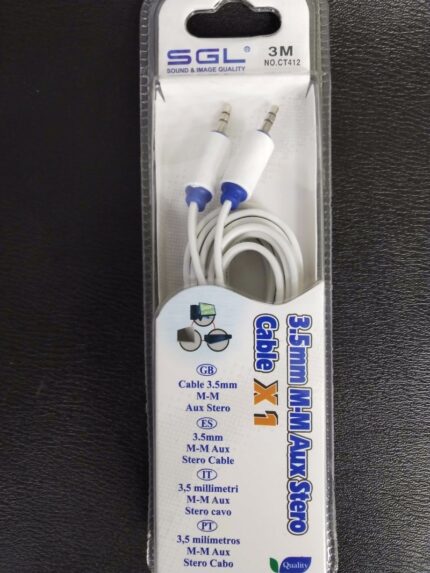 SGL®
SOUND & IMAGE QUALITY
3M
NO.CT412
3.5mm M-M Aux Stero
Cable X1
GB
Cable 3.5mm
M-M
Aux Stero
ES
3.5mm
M-M Aux
Stero Cable
IT
3,5 millimetri
M-M Aux
Stero cavo
PT
3,5 milímetros
M-M Aux
Stero Cabo
Quality